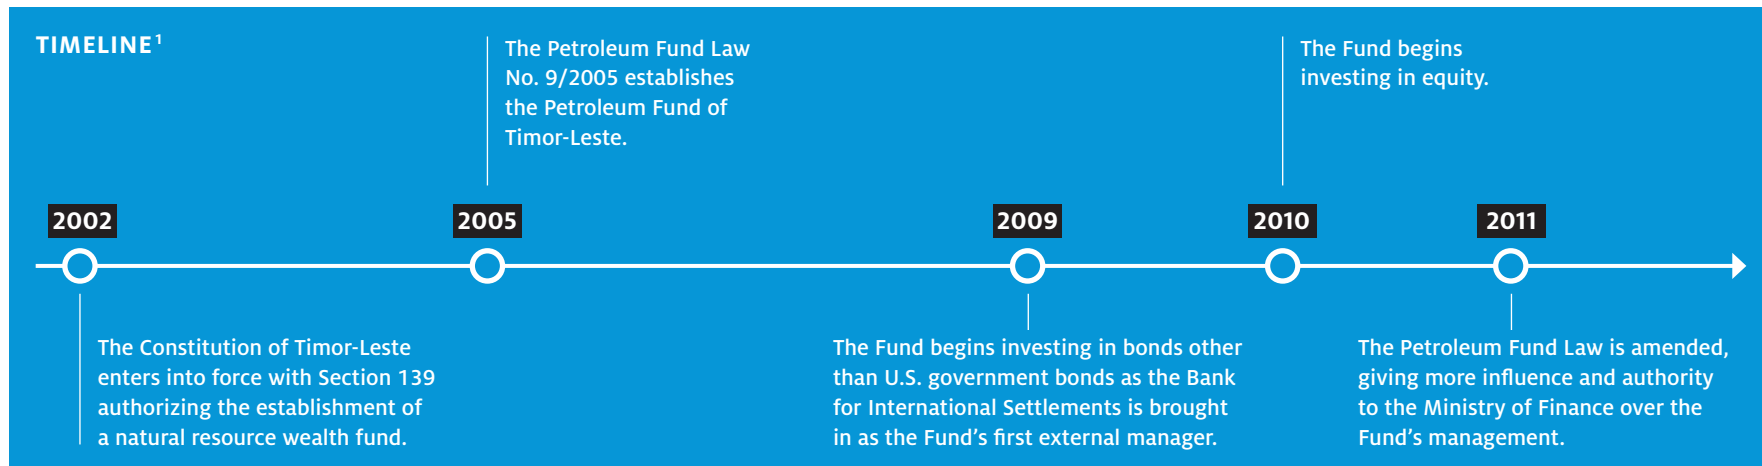 TIMELINE¹
The Petroleum Fund Law
No. 9/2005 establishes
the Petroleum Fund of
Timor-Leste.
The Fund begins
investing in equity.
2002
2005
2009
2010
2011
The Constitution of Timor-Leste
enters into force with Section 139
authorizing the establishment of
a natural resource wealth fund.
The Fund begins investing in bonds other
than U.S. government bonds as the Bank
for International Settlements is brought
in as the Fund’s first external manager.
The Petroleum Fund Law is amended,
giving more influence and authority
to the Ministry of Finance over the
Fund’s management.